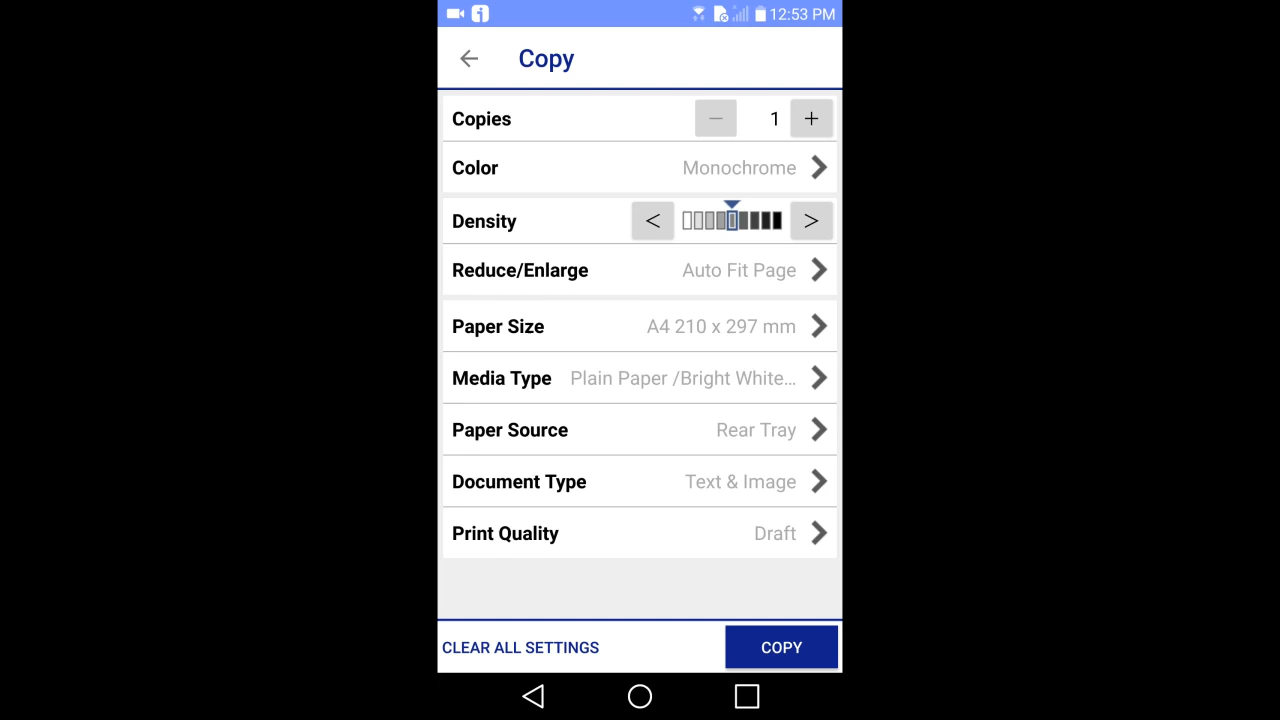 12:53 PM
Copy
Copies − 1 +
Color Monochrome
Density < >
Reduce/Enlarge Auto Fit Page
Paper Size A4 210 x 297 mm
Media Type Plain Paper /Bright White...
Paper Source Rear Tray
Document Type Text & Image
Print Quality Draft
CLEAR ALL SETTINGS COPY